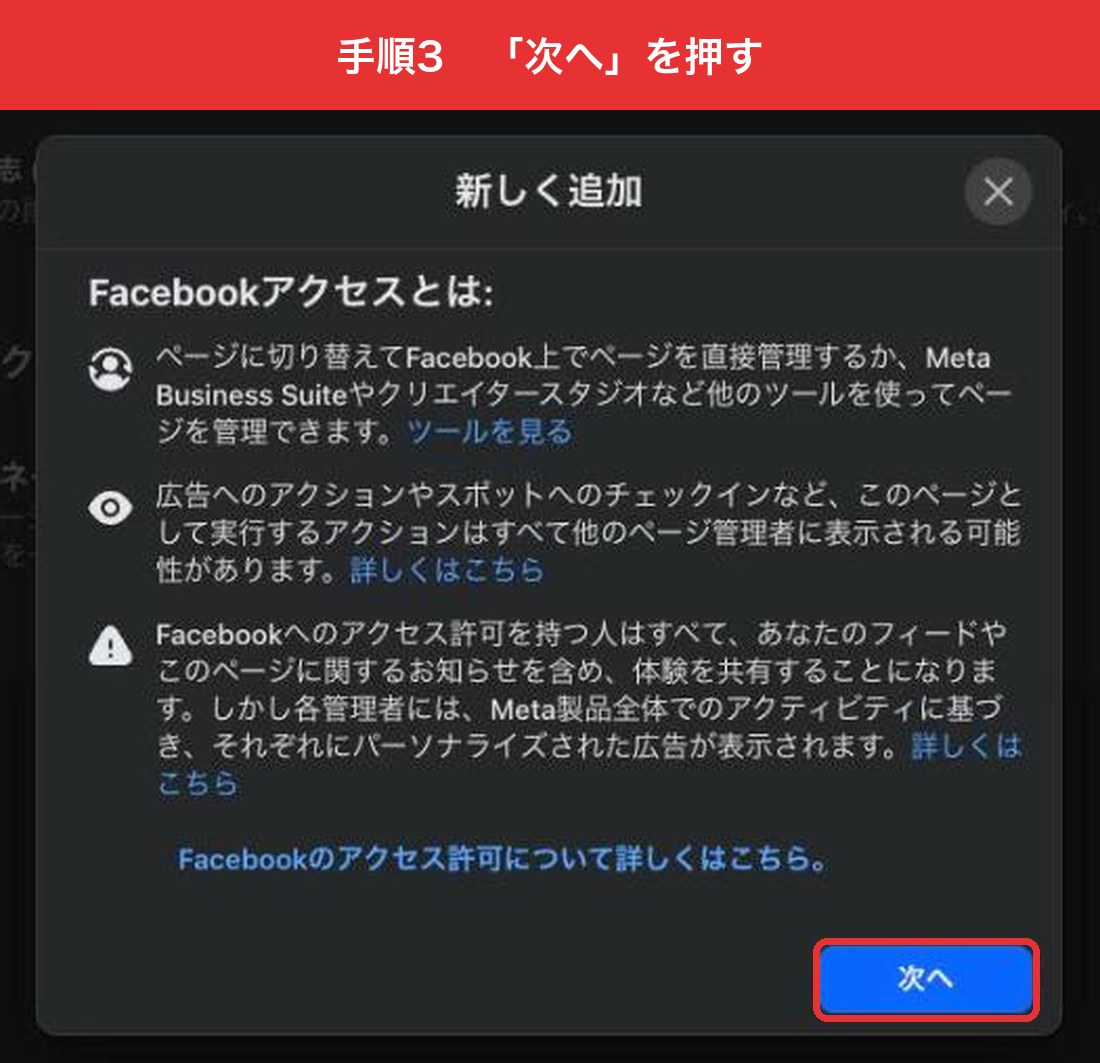 手順3　「次へ」を押す
新しく追加
Facebookアクセスとは:
ページに切り替えてFacebook上でページを直接管理するか、Meta
Business Suiteやクリエイタースタジオなど他のツールを使ってペー
ジを管理できます。ツールを見る
広告へのアクションやスポットへのチェックインなど、このページと
して実行するアクションはすべて他のページ管理者に表示される可能
性があります。詳しくはこちら
Facebookへのアクセス許可を持つ人はすべて、あなたのフィードや
このページに関するお知らせを含め、体験を共有することになりま
す。しかし各管理者には、Meta製品全体でのアクティビティに基づ
き、それぞれにパーソナライズされた広告が表示されます。詳しくは
こちら
Facebookのアクセス許可について詳しくはこちら。
次へ